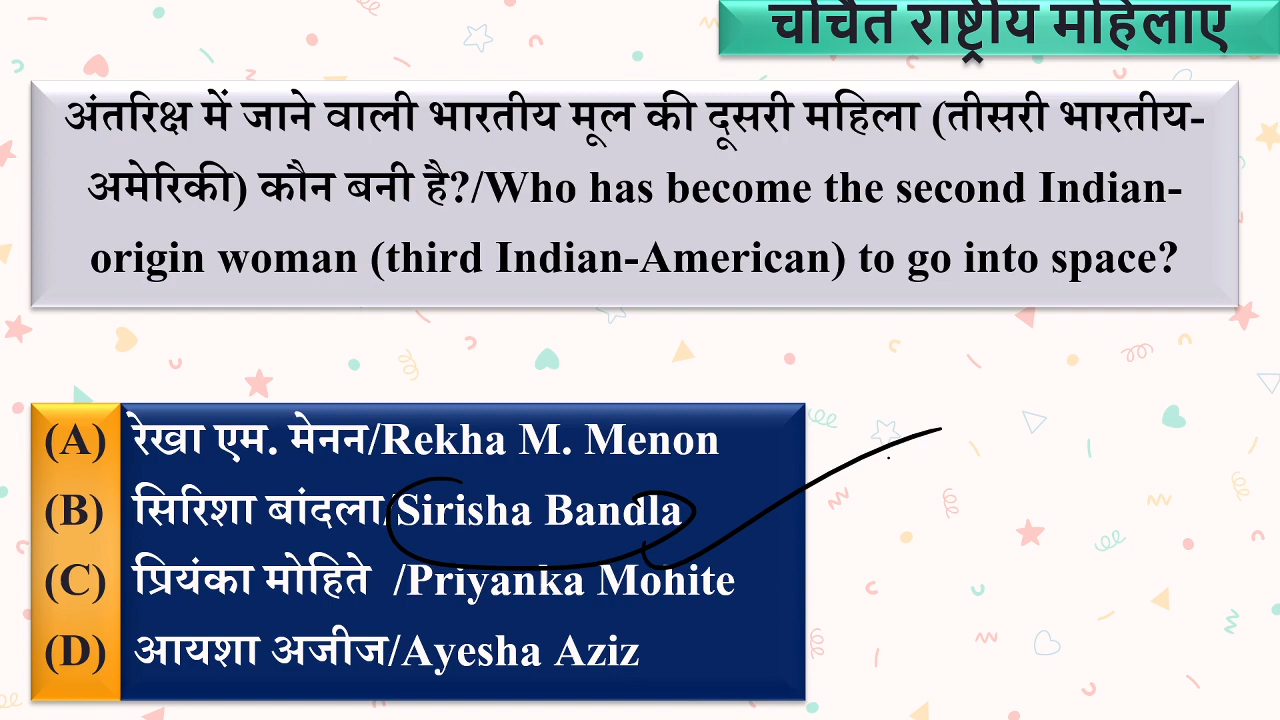 चर्चित राष्ट्रीय महिलाए
अंतरिक्ष में जाने वाली भारतीय मूल की दूसरी महिला (तीसरी भारतीय-
अमेरिकी) कौन बनी है?/Who has become the second Indian-
origin woman (third Indian-American) to go into space?
(A) रेखा एम. मेनन/Rekha M. Menon
(B) सिरिशा बांदला/Sirisha Bandla
(C) प्रियंका मोहिते /Priyanka Mohite
(D) आयशा अजीज/Ayesha Aziz